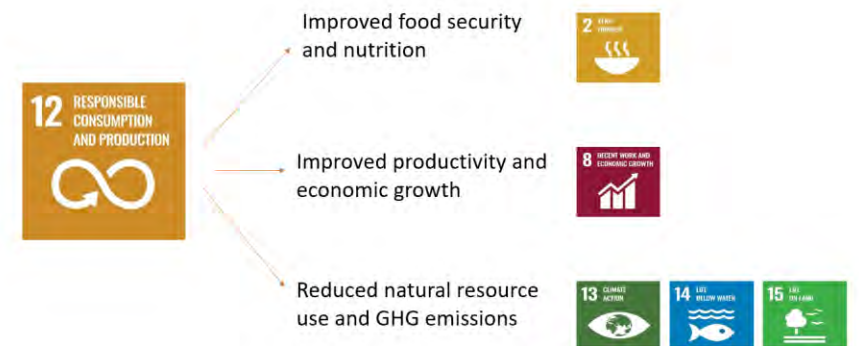 Improved food security
and nutrition
2 ZERO
HUNGER
12 RESPONSIBLE
CONSUMPTION
AND PRODUCTION
Improved productivity and
economic growth
8 DECENT WORK AND
ECONOMIC GROWTH
Reduced natural resource
use and GHG emissions
13 CLIMATE
ACTION
14 LIFE
BELOW WATER
15 LIFE
ON LAND